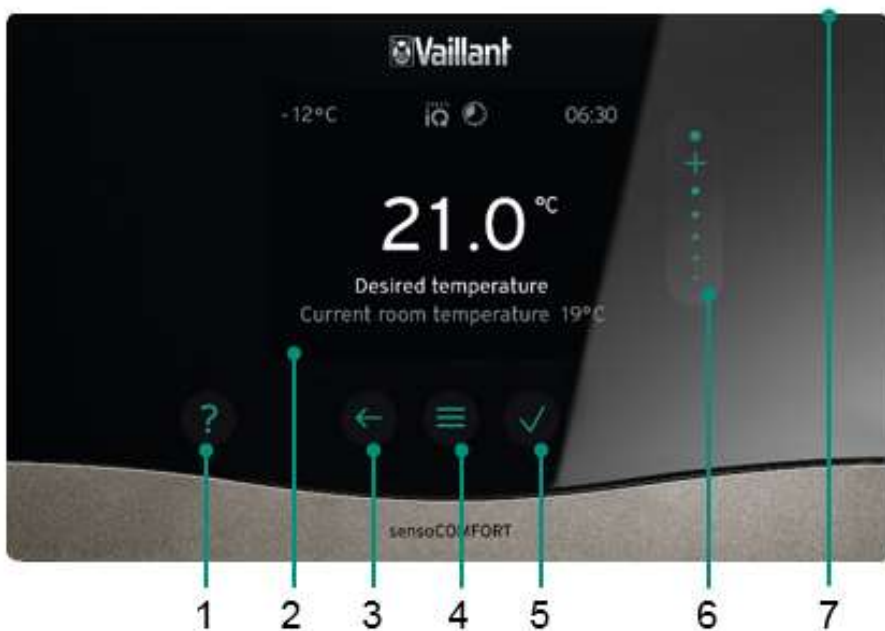 Vaillant
-12°C iQ 06:30
21.0 °C
Desired temperature
Current room temperature 19°C
?
sensoCOMFORT
1 2 3 4 5 6 7